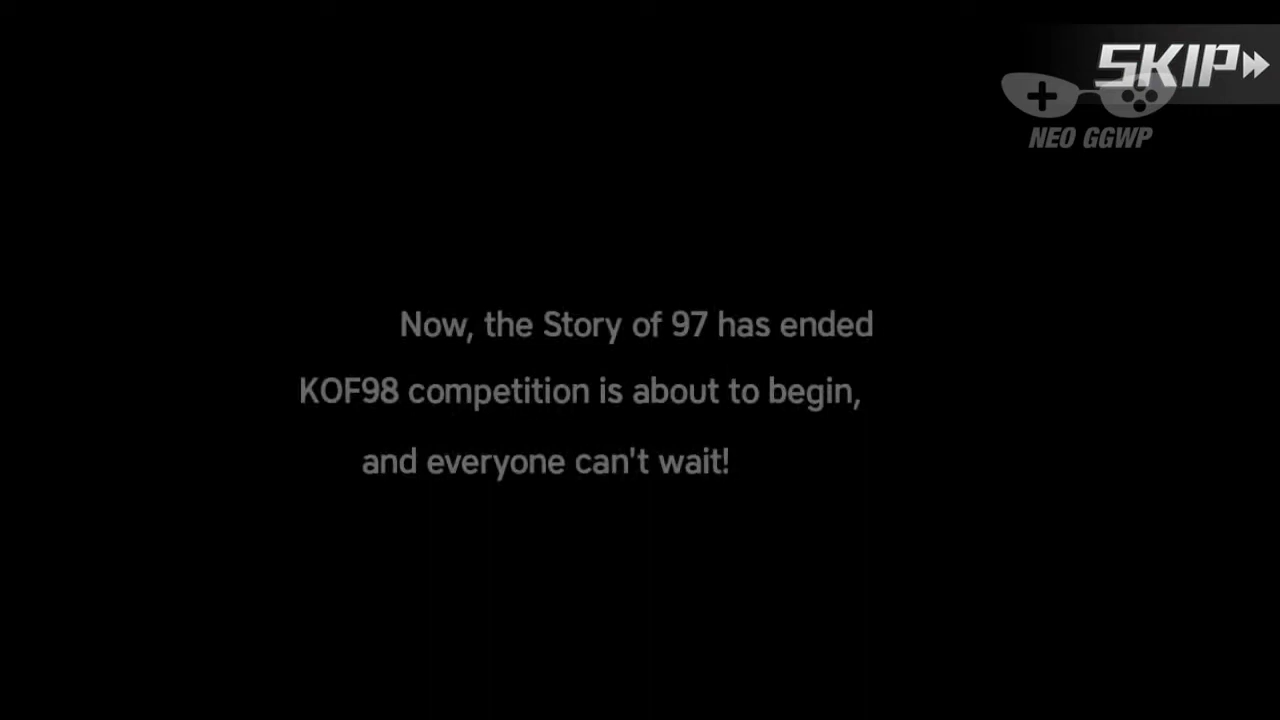 SKIP
NEO GGWP
Now, the Story of 97 has ended
KOF98 competition is about to begin,
and everyone can't wait!